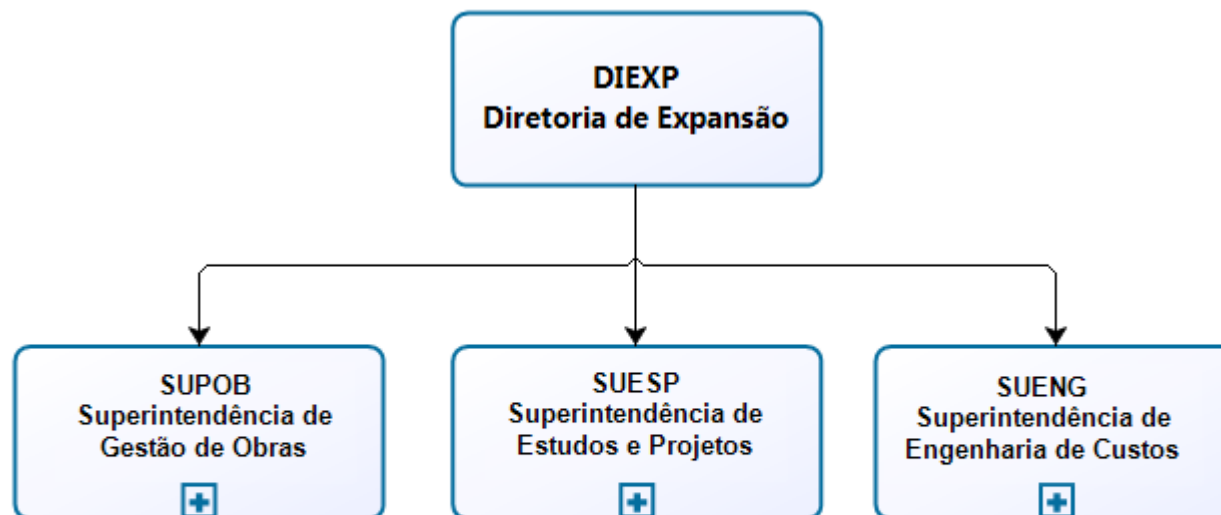 DIEXP
Diretoria de Expansão
SUPOB
Superintendência de
Gestão de Obras
SUESP
Superintendência de
Estudos e Projetos
SUENG
Superintendência de
Engenharia de Custos